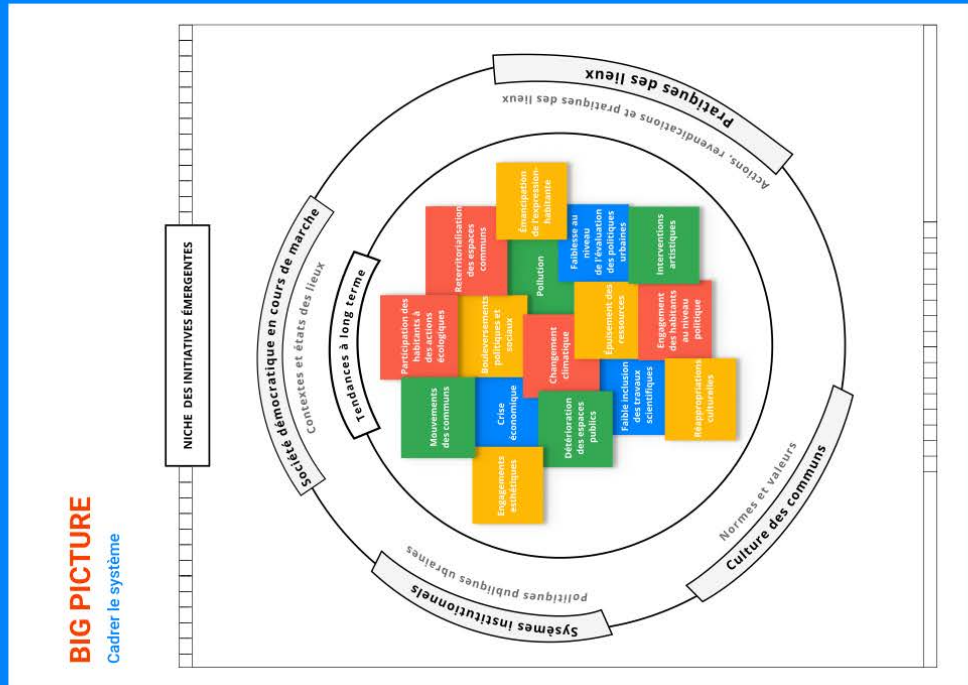 BIG PICTURE
Cadrer le système
NICHE DES INITIATIVES ÉMERGENTES
Société démocratique en cours de marche
Contextes et états des lieux
Tendances à long terme
Pratiques des lieux
Actions, revendications et pratiques des lieux
Systèmes institutionnels
Politiques publiques ubraines
Culture des communs
Normes et valeurs
Participation des
habitants à
des actions
écologiques
Reterritorialisation
des espaces
communs
Émancipation
de l'expression-
habitante
Mouvements
des communs
Bouleversements
politiques et
sociaux
Pollution
Faiblesse au
niveau
de l'évaluation
des politiques
urbaines
Engagements
esthétiques
Crise
économique
Changement
climatique
Épuisement des
ressources
Interventions
artistiques
Détérioration
des espaces
publics
Faible inclusion
des travaux
scientifiques
Engagement
des habitants
au niveau
politique
Réappropriations
culturelles